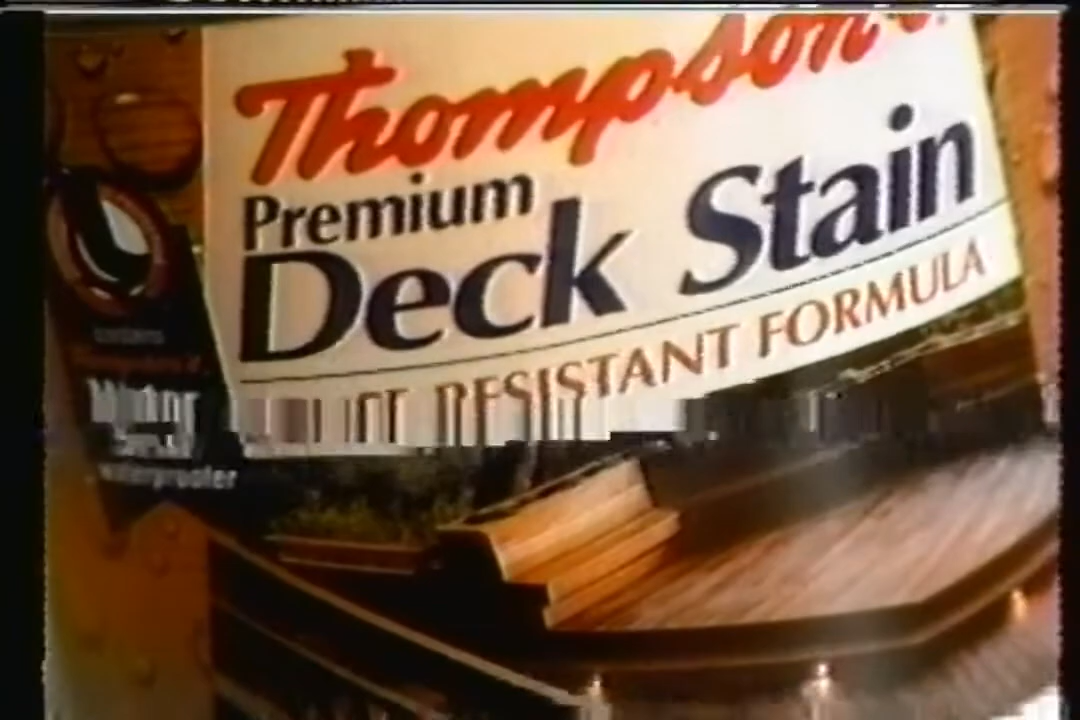 Thompson's
Premium
Deck Stain
RESISTANT FORMULA
waterproofer